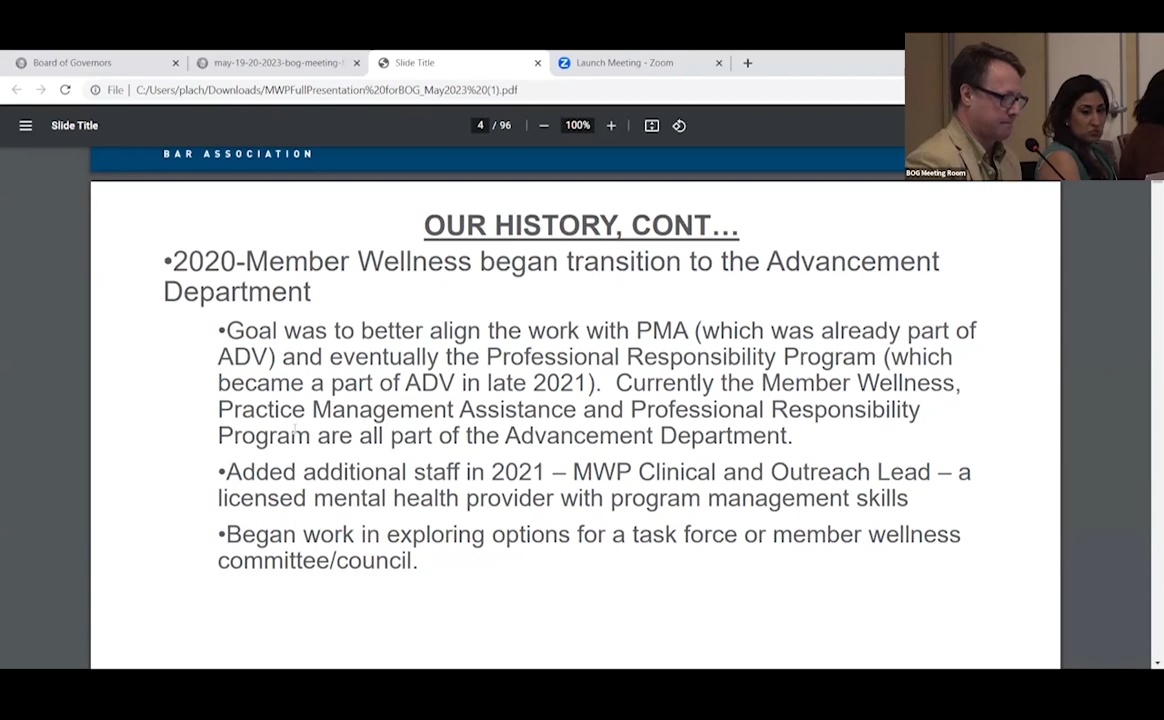 Board of Governors
may-19-20-2023-bog-meeting-
Slide Title
Launch Meeting - Zoom
File | C:/Users/plach/Downloads/MWPFullPresentation%20forBOG_May2023%20(1).pdf
Slide Title
4 / 96
100%
BOG Meeting Room
BAR ASSOCIATION
OUR HISTORY, CONT…
•2020-Member Wellness began transition to the Advancement
Department
•Goal was to better align the work with PMA (which was already part of
ADV) and eventually the Professional Responsibility Program (which
became a part of ADV in late 2021).  Currently the Member Wellness,
Practice Management Assistance and Professional Responsibility
Program are all part of the Advancement Department.
•Added additional staff in 2021 – MWP Clinical and Outreach Lead – a
licensed mental health provider with program management skills
•Began work in exploring options for a task force or member wellness
committee/council.